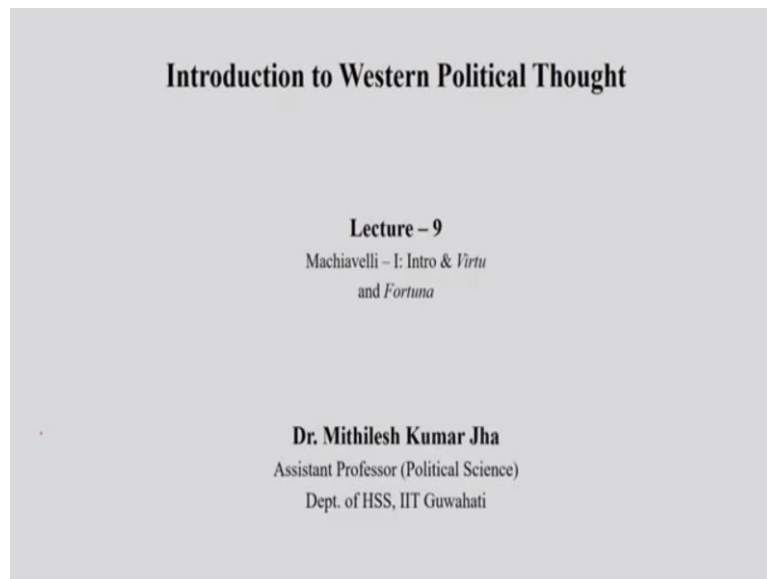 Introduction to Western Political Thought
Lecture – 9
Machiavelli – I: Intro & Virtu
and Fortuna
Dr. Mithilesh Kumar Jha
Assistant Professor (Political Science)
Dept. of HSS, IIT Guwahati